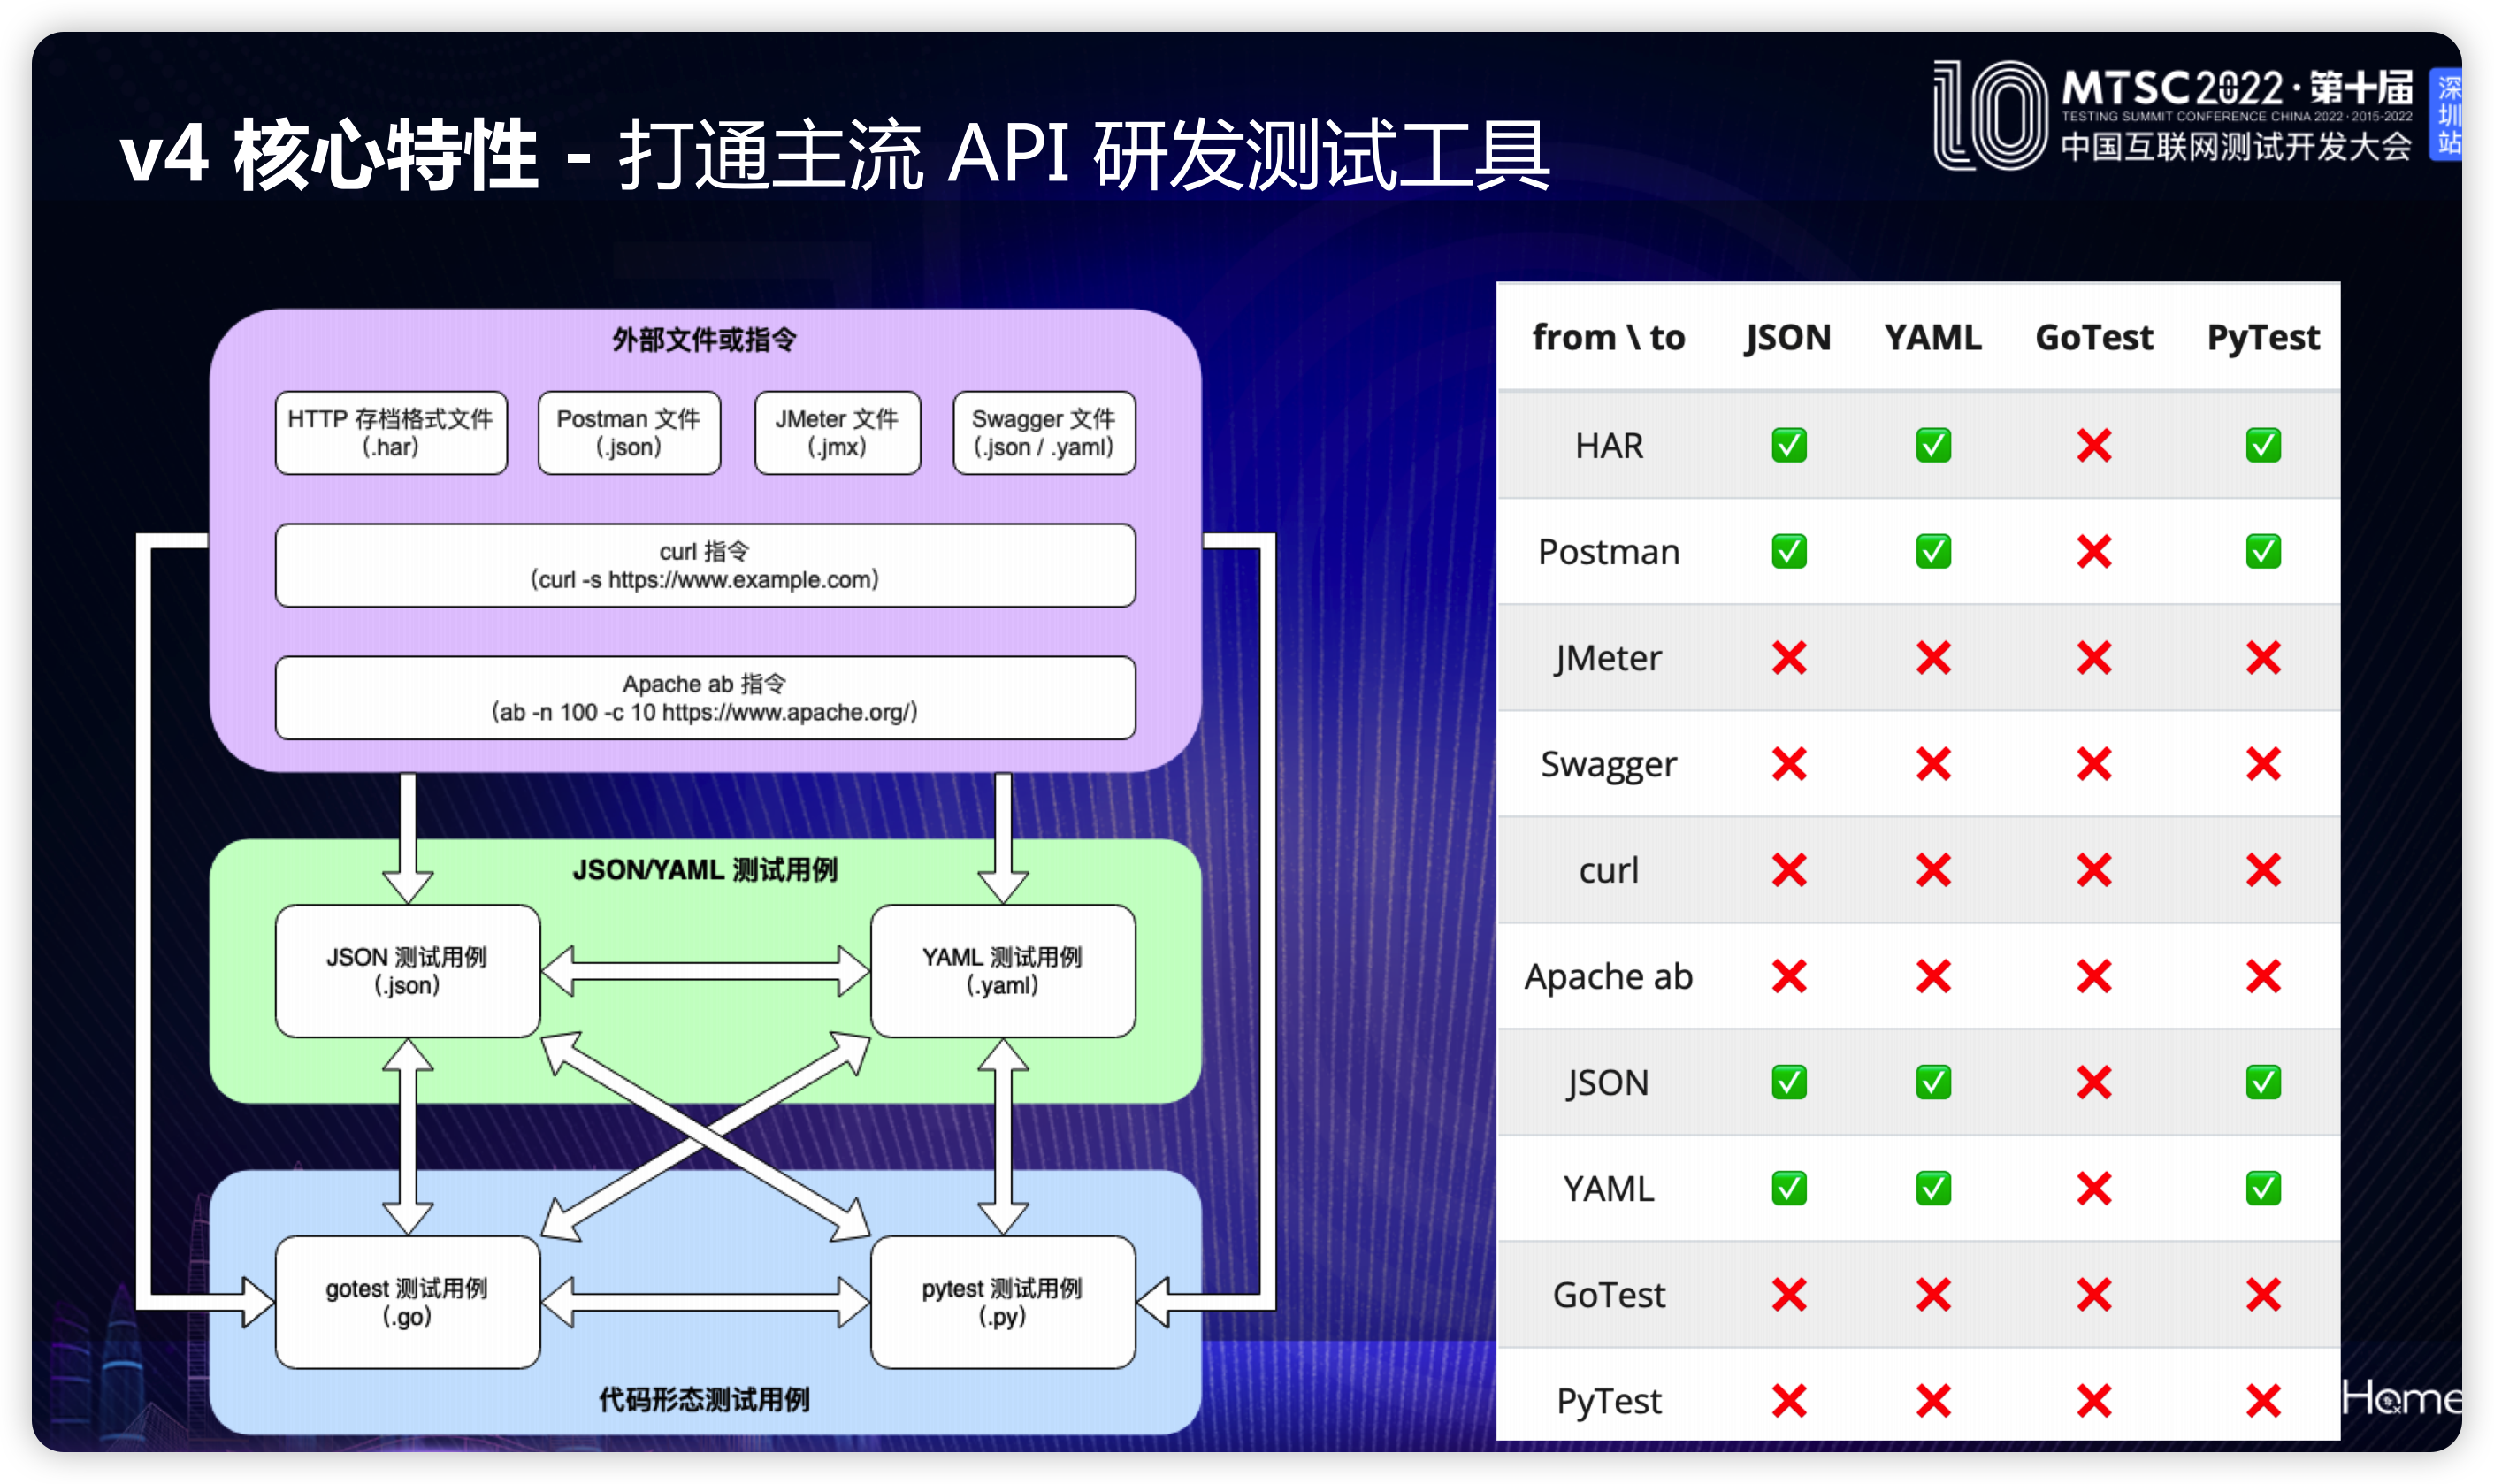 v4 核心特性 - 打通主流 API 研发测试工具
10
MTSC2022·第十届
TESTING SUMMIT CONFERENCE CHINA 2022·2015-2022
中国互联网测试开发大会
深圳站
外部文件或指令
HTTP 存档格式文件
(.har)
Postman 文件
(.json)
JMeter 文件
(.jmx)
Swagger 文件
(.json / .yaml)
curl 指令
(curl -s https://www.example.com)
Apache ab 指令
(ab -n 100 -c 10 https://www.apache.org/)
JSON/YAML 测试用例
JSON 测试用例
(.json)
YAML 测试用例
(.yaml)
gotest 测试用例
(.go)
pytest 测试用例
(.py)
代码形态测试用例
from \ to JSON YAML GoTest PyTest
HAR ✅ ✅ ❌ ✅
Postman ✅ ✅ ❌ ✅
JMeter ❌ ❌ ❌ ❌
Swagger ❌ ❌ ❌ ❌
curl ❌ ❌ ❌ ❌
Apache ab ❌ ❌ ❌ ❌
JSON ✅ ✅ ❌ ✅
YAML ✅ ✅ ❌ ✅
GoTest ❌ ❌ ❌ ❌
PyTest ❌ ❌ ❌ ❌
Home